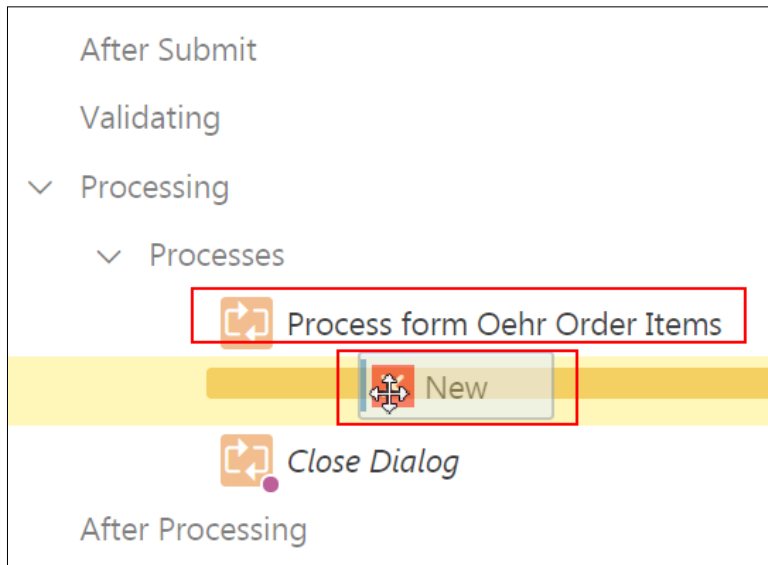 After Submit
Validating
Processing
Processes
Process form Oehr Order Items
New
Close Dialog
After Processing